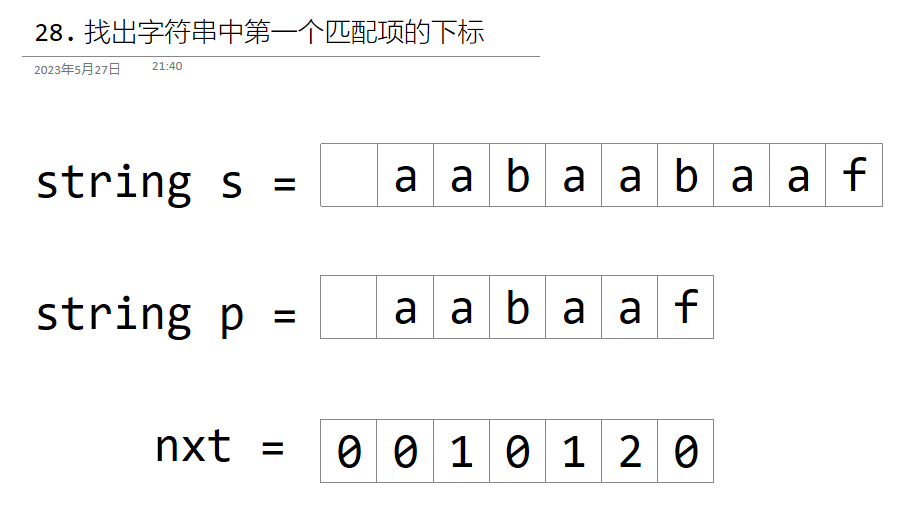 28. 找出字符串中第一个匹配项的下标
2023年5月27日 21:40
string s = a a b a a b a a f
string p = a a b a a f
nxt = 0 0 1 0 1 2 0